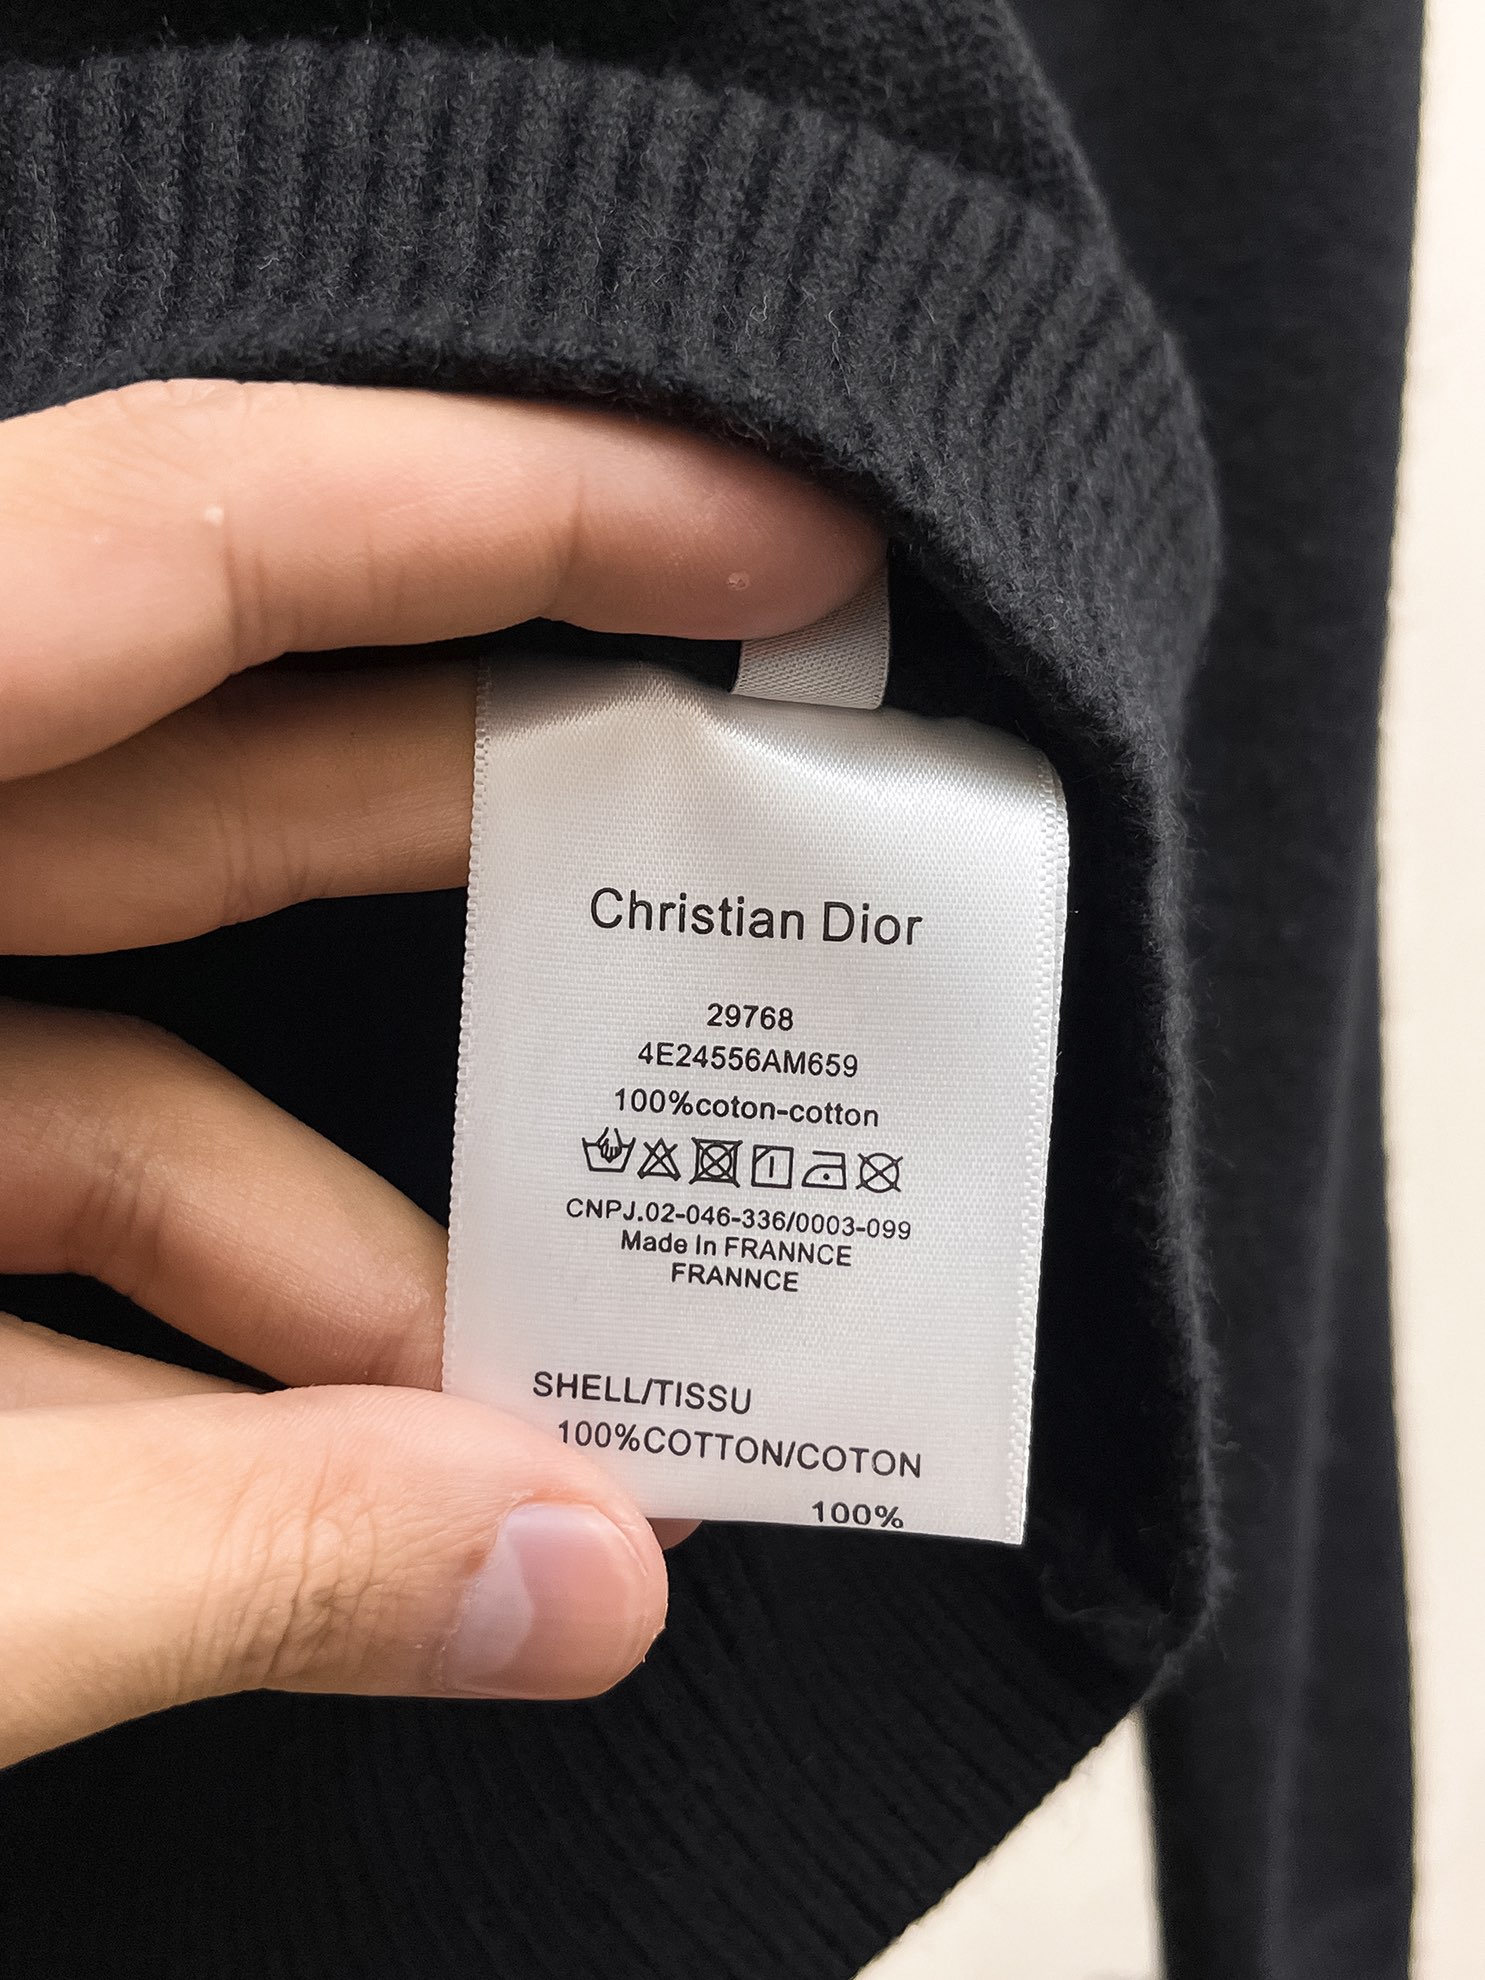 Christian Dior
29768
4E24556AM659
100%coton-cotton
CNPJ.02-046-336/0003-099
Made In FRANNCE
FRANNCE
SHELL/TISSU
100%COTTON/COTON
100%